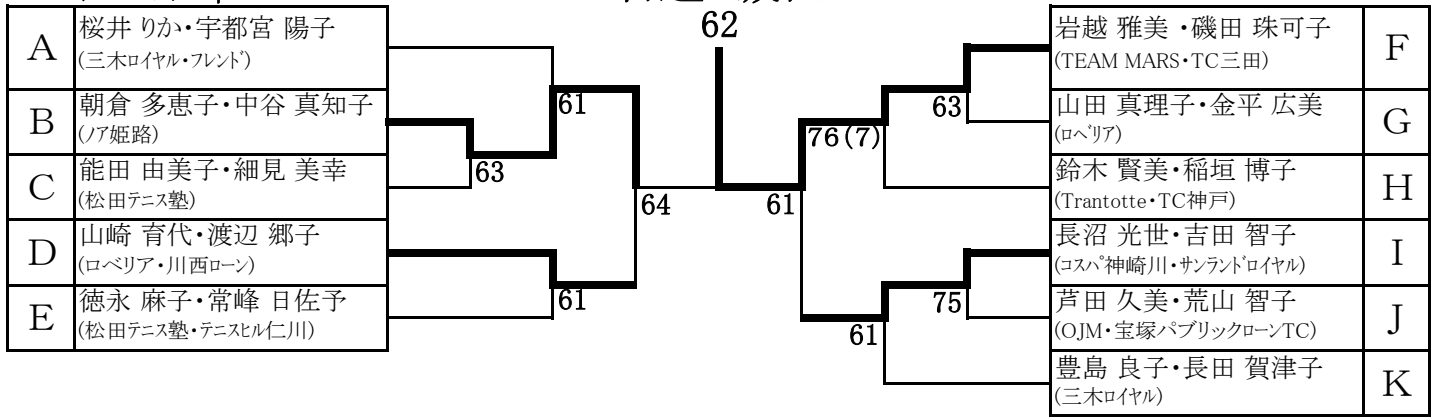 62
A
桜井 りか・宇都宮 陽子
(三木ロイヤル・フレンド)
B
朝倉 多恵子・中谷 真知子
(ノア姫路)
C
能田 由美子・細見 美幸
(松田テニス塾)
D
山崎 育代・渡辺 郷子
(ロベリア・川西ローン)
E
徳永 麻子・常峰 日佐予
(松田テニス塾・テニスヒル仁川)
61
63
64
61
岩越 雅美・磯田 珠可子
(TEAM MARS・TC三田)
F
山田 真理子・金平 広美
(ロベリア)
G
鈴木 賢美・稲垣 博子
(Trantotte・TC神戸)
H
長沼 光世・吉田 智子
(コスパ神崎川・サンランドロイヤル)
I
芦田 久美・荒山 智子
(OJM・宝塚パブリックローンTC)
J
豊島 良子・長田 賀津子
(三木ロイヤル)
K
63
76(7)
61
75
61